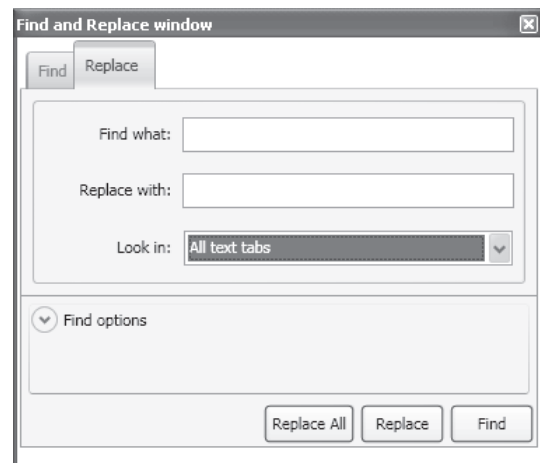 Find and Replace window
Find Replace
Find what:
Replace with:
Look in: All text tabs
Find options
Replace All Replace Find